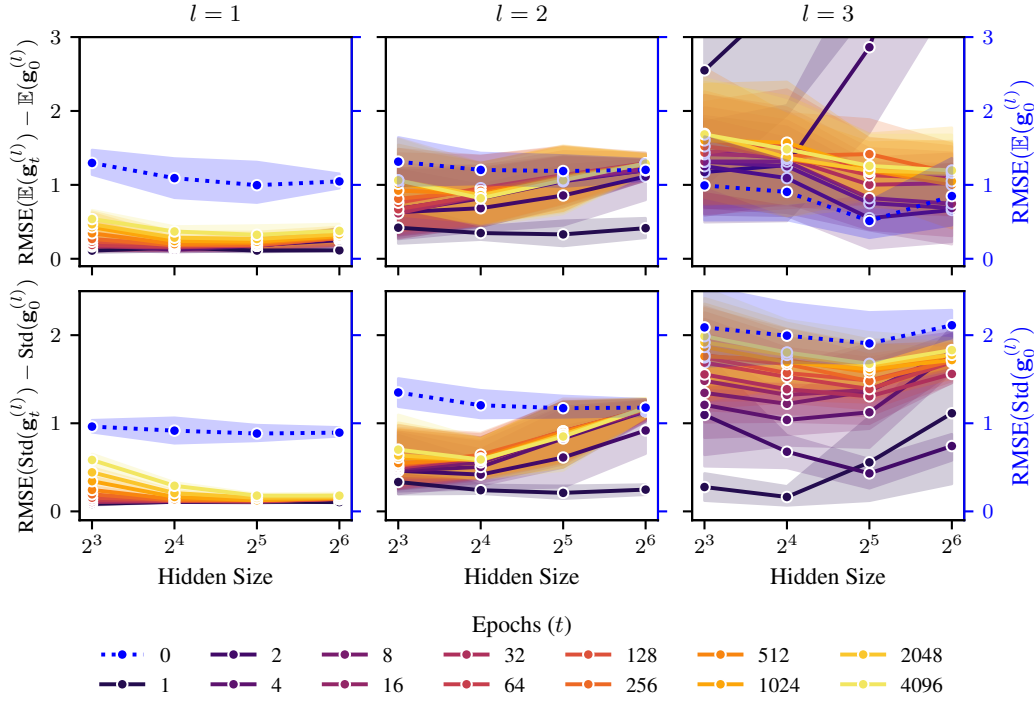 l = 1 l = 2 l = 3
RMSE(𝔼(g_t^(l)) − 𝔼(g_0^(l))
3
2
1
0
3
2
1
0
RMSE(𝔼(g_0^(l))
RMSE(Std(g_t^(l)) − Std(g_0^(l))
2
1
0
2
1
0
RMSE(Std(g_0^(l))
2^3 2^4 2^5 2^6 2^3 2^4 2^5 2^6 2^3 2^4 2^5 2^6
Hidden Size Hidden Size Hidden Size
Epochs (t)
0 2 8 32 128 512 2048
1 4 16 64 256 1024 4096